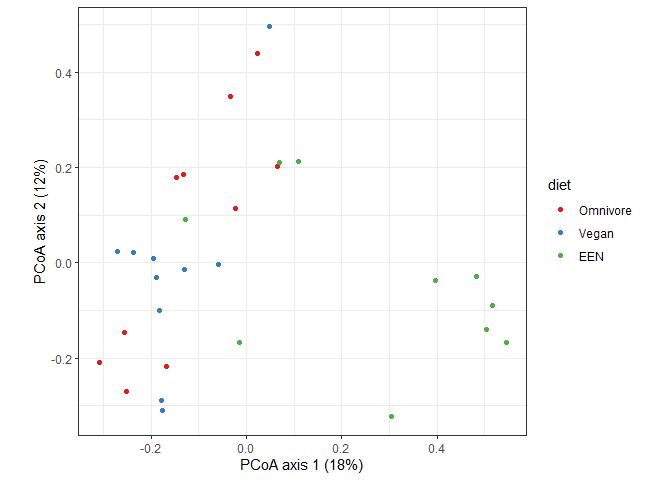 0.4
0.2
0.0
-0.2
PCoA axis 2 (12%)
-0.2
0.0
0.2
0.4
PCoA axis 1 (18%)
diet
Omnivore
Vegan
EEN